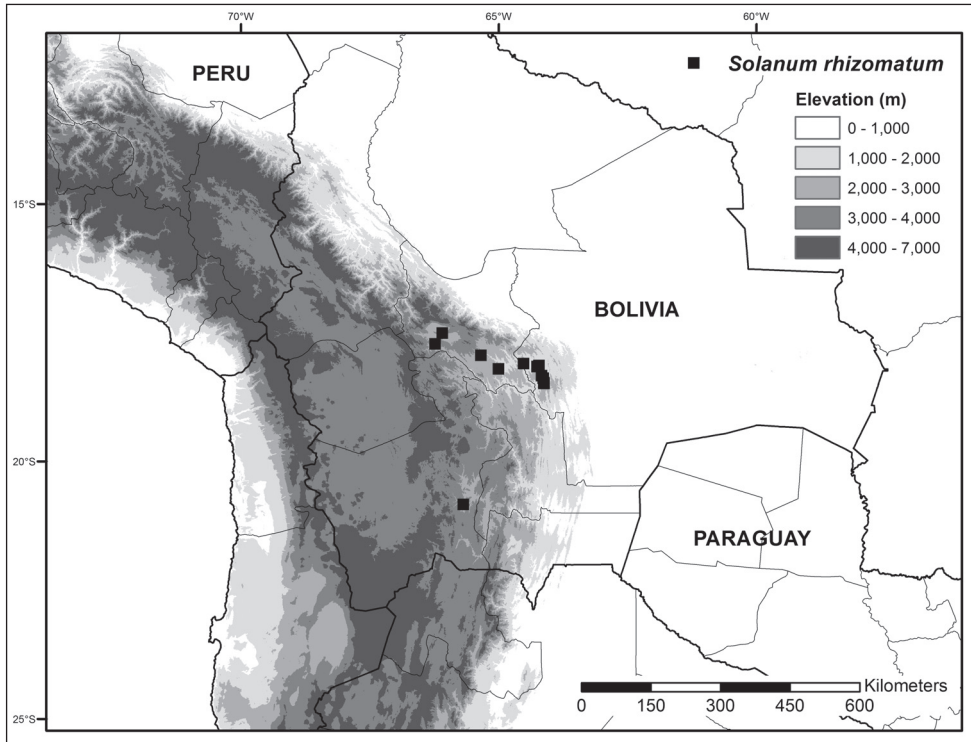 70°W 65°W 60°W
PERU
Solanum rhizomatum
Elevation (m)
0 - 1,000
1,000 - 2,000
2,000 - 3,000
3,000 - 4,000
4,000 - 7,000
15°S
BOLIVIA
20°S
PARAGUAY
Kilometers
0 150 300 450 600
25°S